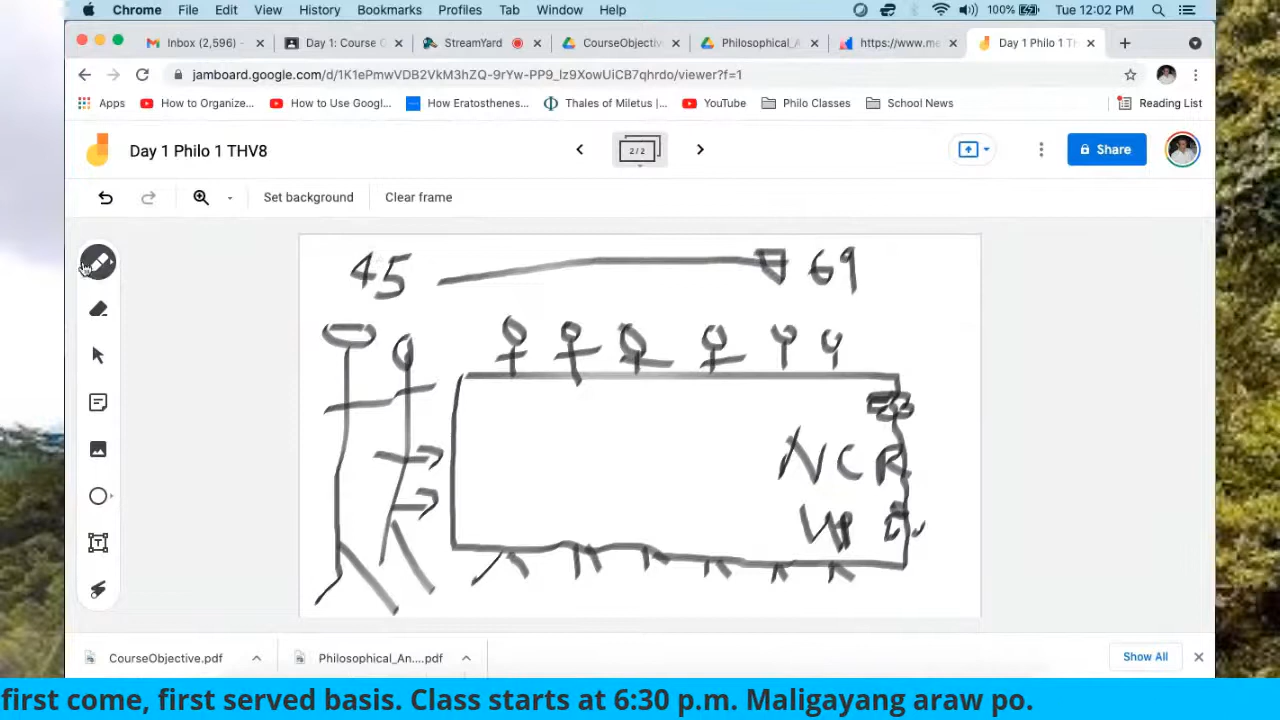 Chrome File Edit View History Bookmarks Profiles Tab Window Help 100% Tue 12:02 PM
Inbox (2,596) - Day 1: Course StreamYard CourseObjectiv Philosophical_A https://www.me Day 1 Philo 1 TH
jamboard.google.com/d/1K1ePmwVDB2VkM3hZQ-9rYw-PP9_Iz9XowUiCB7qhrdo/viewer?f=1
Apps How to Organize... How to Use Googl... How Eratosthenes... Thales of Miletus |... YouTube Philo Classes School News Reading List
Day 1 Philo 1 THV8 2/2 Share
Set background Clear frame
45 69
NCR
UP
CourseObjective.pdf Philosophical_An....pdf Show All
first come, first served basis. Class starts at 6:30 p.m. Maligayang araw po.